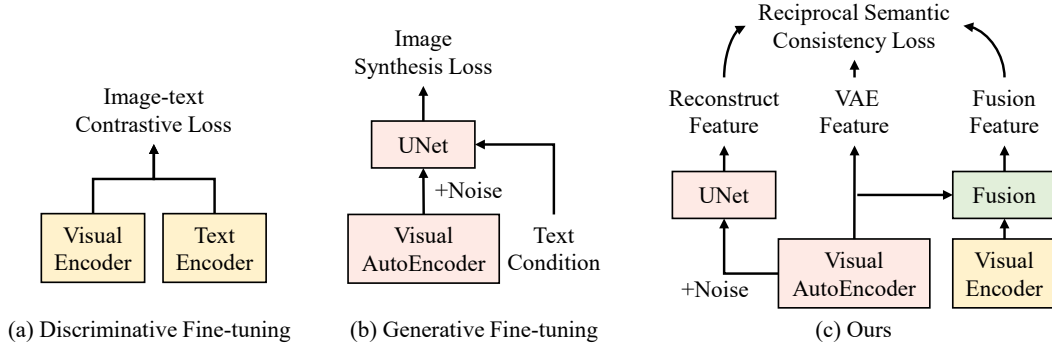 Image-text
Contrastive Loss
Visual
Encoder
Text
Encoder
(a) Discriminative Fine-tuning
Image
Synthesis Loss
UNet
+Noise
Visual
AutoEncoder
Text
Condition
(b) Generative Fine-tuning
Reciprocal Semantic
Consistency Loss
Reconstruct
Feature
VAE
Feature
Fusion
Feature
UNet
Fusion
+Noise
Visual
AutoEncoder
Visual
Encoder
(c) Ours